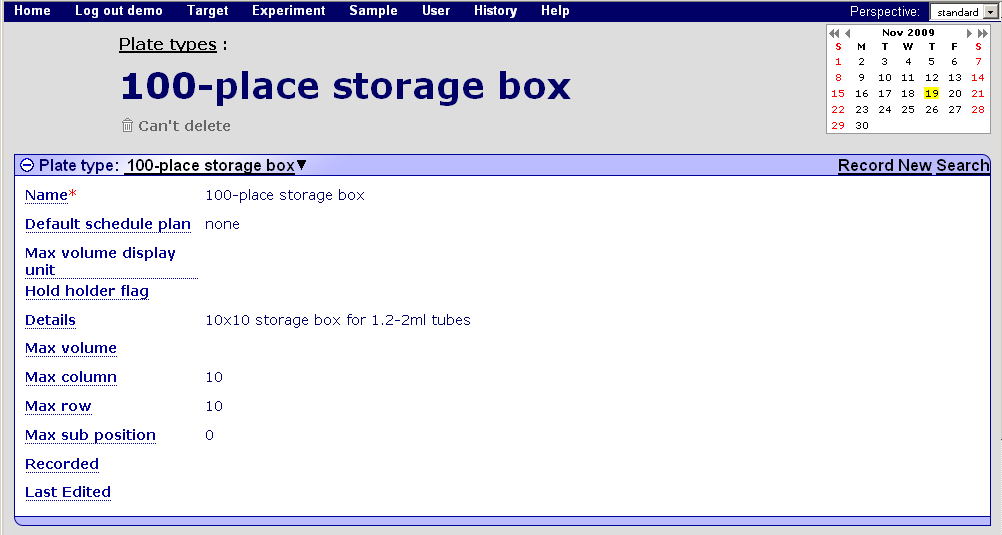 Home Log out demo Target Experiment Sample User History Help Perspective: standard
Plate types :
100-place storage box
Can't delete
Nov 2009
S M T W T F S
1 2 3 4 5 6 7
8 9 10 11 12 13 14
15 16 17 18 19 20 21
22 23 24 25 26 27 28
29 30
Plate type: 100-place storage box Record New Search
Name* 100-place storage box
Default schedule plan none
Max volume display
unit
Hold holder flag
Details 10x10 storage box for 1.2-2ml tubes
Max volume
Max column 10
Max row 10
Max sub position 0
Recorded
Last Edited